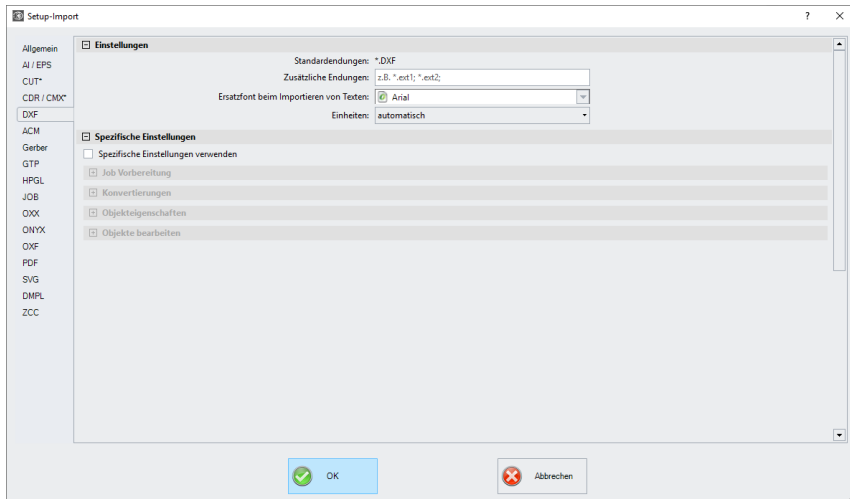 Setup-Import
?
Allgemein
AI / EPS
CUT*
CDR / CMX*
DXF
ACM
Gerber
GTP
HPGL
JOB
OXX
ONYX
OXF
PDF
SVG
DMPL
ZCC
Einstellungen
Standardendungen: *.DXF
Zusätzliche Endungen: z.B. *.ext1; *.ext2;
Ersatzfont beim Importieren von Texten: Arial
Einheiten: automatisch
Spezifische Einstellungen
Spezifische Einstellungen verwenden
Job Vorbereitung
Konvertierungen
Objekteigenschaften
Objekte bearbeiten
OK
Abbrechen